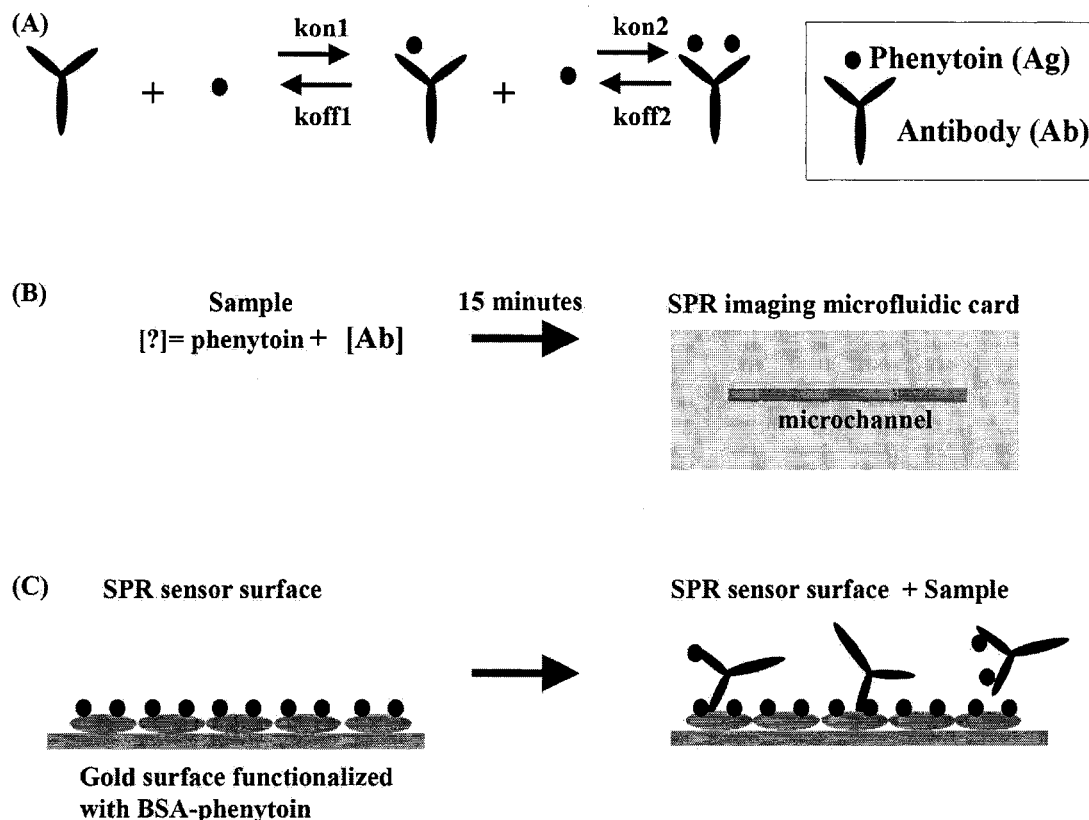 (A)
kon1
koff1
kon2
koff2
+
+
Phenytoin (Ag)
Antibody (Ab)
(B)
Sample
[?]= phenytoin + [Ab]
15 minutes
SPR imaging microfluidic card
microchannel
(C)
SPR sensor surface
SPR sensor surface + Sample
Gold surface functionalized
with BSA-phenytoin